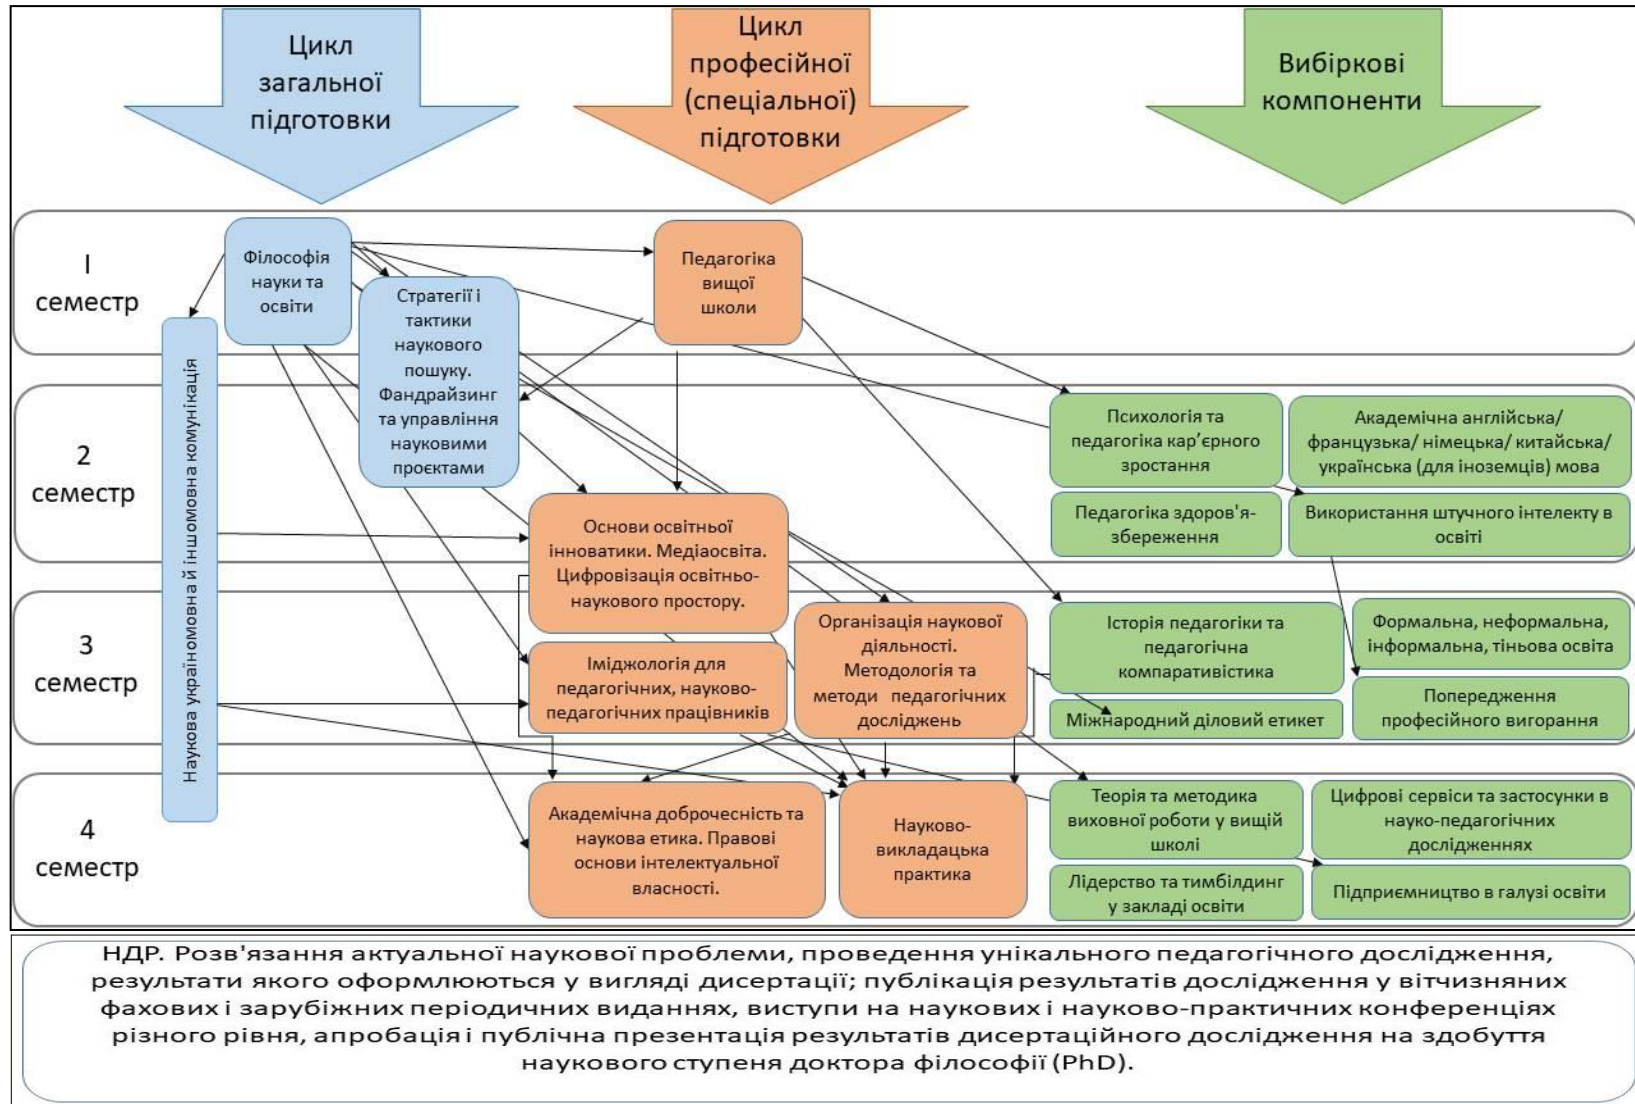 Цикл
загальної
підготовки
Цикл
професійної
(спеціальної)
підготовки
Вибіркові
компоненти
І
семестр
Філософія
науки та
освіти
Стратегії і
тактики
наукового
пошуку.
Фандрайзинг
та управління
науковими
проєктами
Педагогіка
вищої
школи
Наукова україномовна й іншомовна комунікація
2
семестр
Основи освітньої
інноватики. Медіаосвіта.
Цифровізація освітньо-
наукового простору.
Психологія та
педагогіка кар’єрного
зростання
Академічна англійська/
французька/ німецька/ китайська/
українська (для іноземців) мова
Педагогіка здоров'я-
збереження
Використання штучного інтелекту в
освіті
3
семестр
Іміджологія для
педагогічних, науково-
педагогічних працівників
Організація наукової
діяльності.
Методологія та
методи педагогічних
досліджень
Історія педагогіки та
педагогічна
компаративістика
Формальна, неформальна,
інформальна, тіньова освіта
Міжнародний діловий етикет
Попередження
професійного вигорання
4
семестр
Академічна доброчесність та
наукова етика. Правові
основи інтелектуальної
власності.
Науково-
викладацька
практика
Теорія та методика
виховної роботи у вищій
школі
Цифрові сервіси та застосунки в
науко-педагогічних
дослідженнях
Лідерство та тимбілдинг
у закладі освіти
Підприємництво в галузі освіти
НДР. Розв'язання актуальної наукової проблеми, проведення унікального педагогічного дослідження,
результати якого оформлюються у вигляді дисертації; публікація результатів дослідження у вітчизняних
фахових і зарубіжних періодичних виданнях, виступи на наукових і науково-практичних конференціях
різного рівня, апробація і публічна презентація результатів дисертаційного дослідження на здобуття
наукового ступеня доктора філософії (PhD).